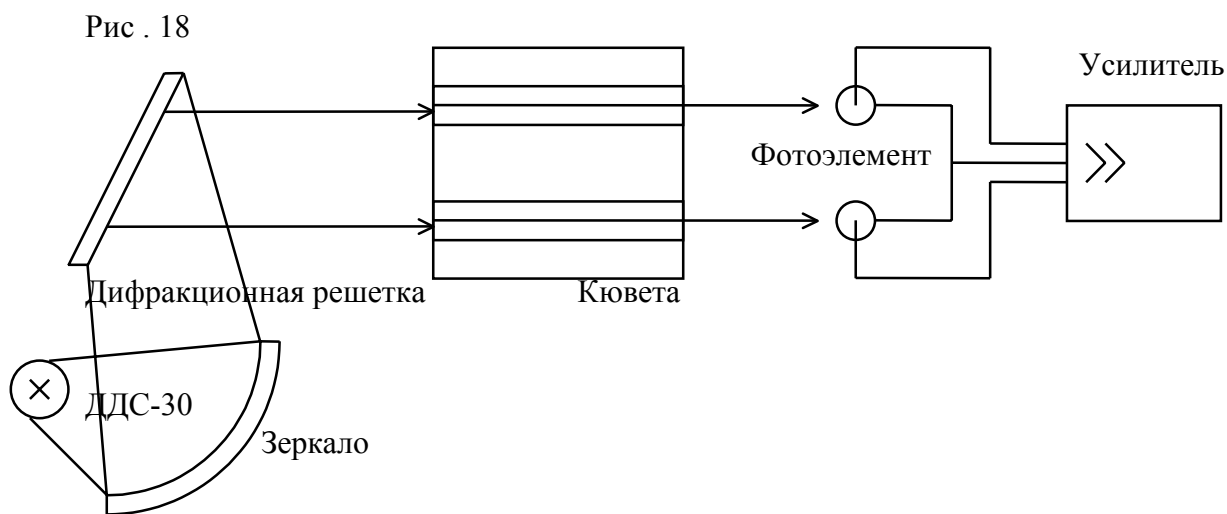 Рис . 18
Усилитель
Фотоэлемент
Дифракционная решетка
Кювета
ДДС-30
Зеркало